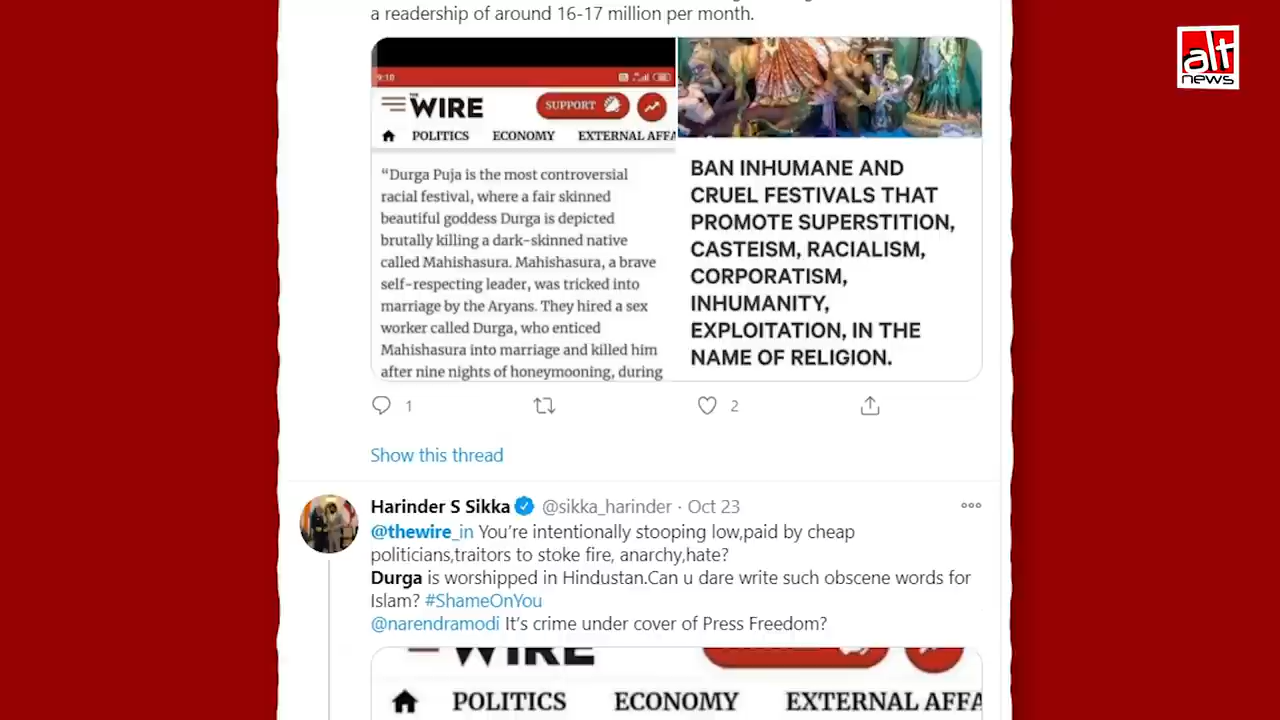 a readership of around 16-17 million per month.
alt
news
9:10
THE
WIRE
SUPPORT
POLITICS ECONOMY EXTERNAL AFFA
“Durga Puja is the most controversial
racial festival, where a fair skinned
beautiful goddess Durga is depicted
brutally killing a dark-skinned native
called Mahishasura. Mahishasura, a brave
self-respecting leader, was tricked into
marriage by the Aryans. They hired a sex
worker called Durga, who enticed
Mahishasura into marriage and killed him
after nine nights of honeymooning, during
BAN INHUMANE AND
CRUEL FESTIVALS THAT
PROMOTE SUPERSTITION,
CASTEISM, RACIALISM,
CORPORATISM,
INHUMANITY,
EXPLOITATION, IN THE
NAME OF RELIGION.
1 2
Show this thread
Harinder S Sikka @sikka_harinder · Oct 23
@thewire_in You’re intentionally stooping low,paid by cheap
politicians,traitors to stoke fire, anarchy,hate?
Durga is worshipped in Hindustan.Can u dare write such obscene words for
Islam? #ShameOnYou
@narendramodi It’s crime under cover of Press Freedom?
WIRE
POLITICS ECONOMY EXTERNAL AFFA